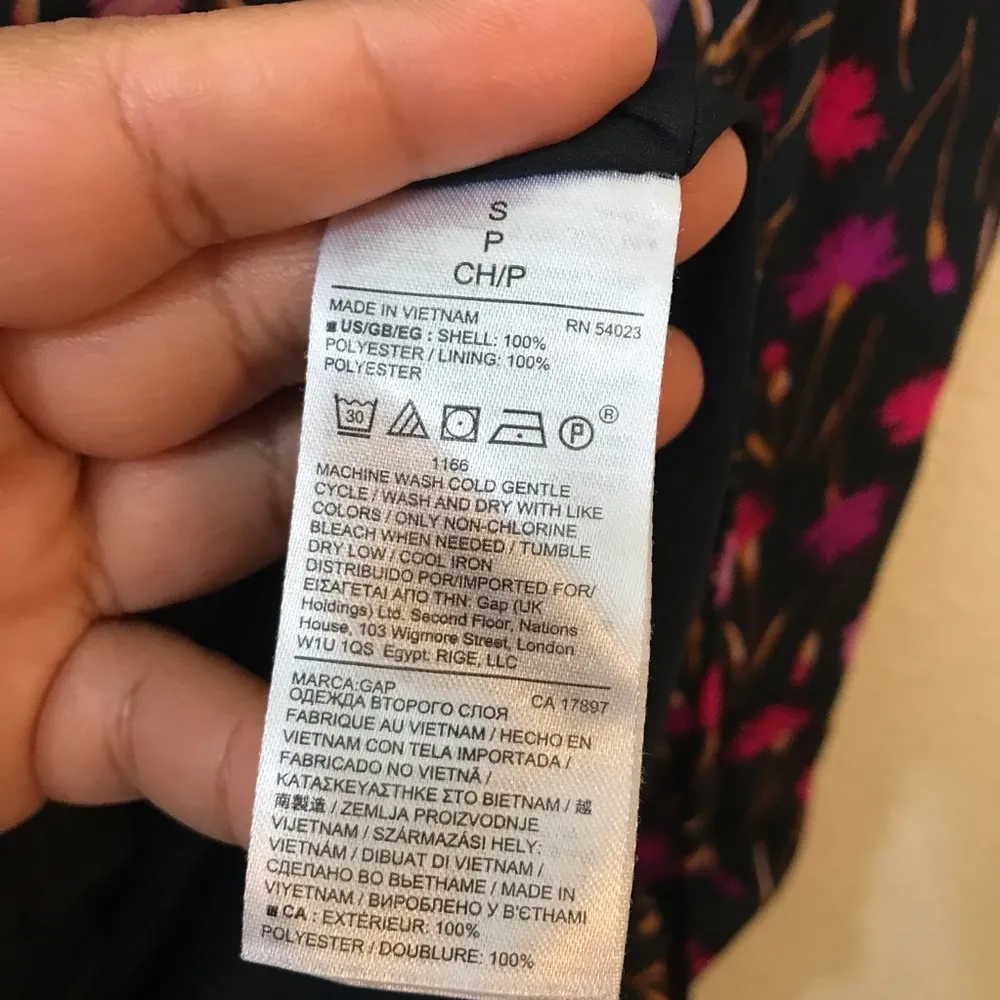 S
P
CH/P
MADE IN VIETNAM RN 54023
US/GB/EG : SHELL: 100%
POLYESTER / LINING: 100%
POLYESTER
30 P ®
1166
MACHINE WASH COLD GENTLE
CYCLE / WASH AND DRY WITH LIKE
COLORS / ONLY NON-CHLORINE
BLEACH WHEN NEEDED / TUMBLE
DRY LOW / COOL IRON
DISTRIBUIDO POR/IMPORTED FOR/
ΕΙΣΑΓΕΤΑΙ ΑΠΟ ΤΗΝ: Gap (UK
Holdings) Ltd. Second Floor, Nations
House, 103 Wigmore Street, London
W1U 1QS Egypt: RIGE, LLC
MARCA:GAP CA 17897
ОДЕЖДА ВТОРОГО СЛОЯ
FABRIQUE AU VIETNAM / HECHO EN
VIETNAM CON TELA IMPORTADA /
FABRICADO NO VIETNÃ /
ΚΑΤΑΣΚΕΥΑΣΤΗΚΕ ΣΤΟ ΒΙΕΤΝΑΜ / 越
南製造 / ZEMLJA PROIZVODNJE
VIJETNAM / SZÁRMAZÁSI HELY:
VIETNÁM / DIBUAT DI VIETNAM /
СДЕЛАНО ВО ВЬЕТНАМЕ / MADE IN
VIYETNAM / ВИРОБЛЕНО У В'ЄТНАМІ
CA : EXTÉRIEUR: 100%
POLYESTER / DOUBLURE: 100%